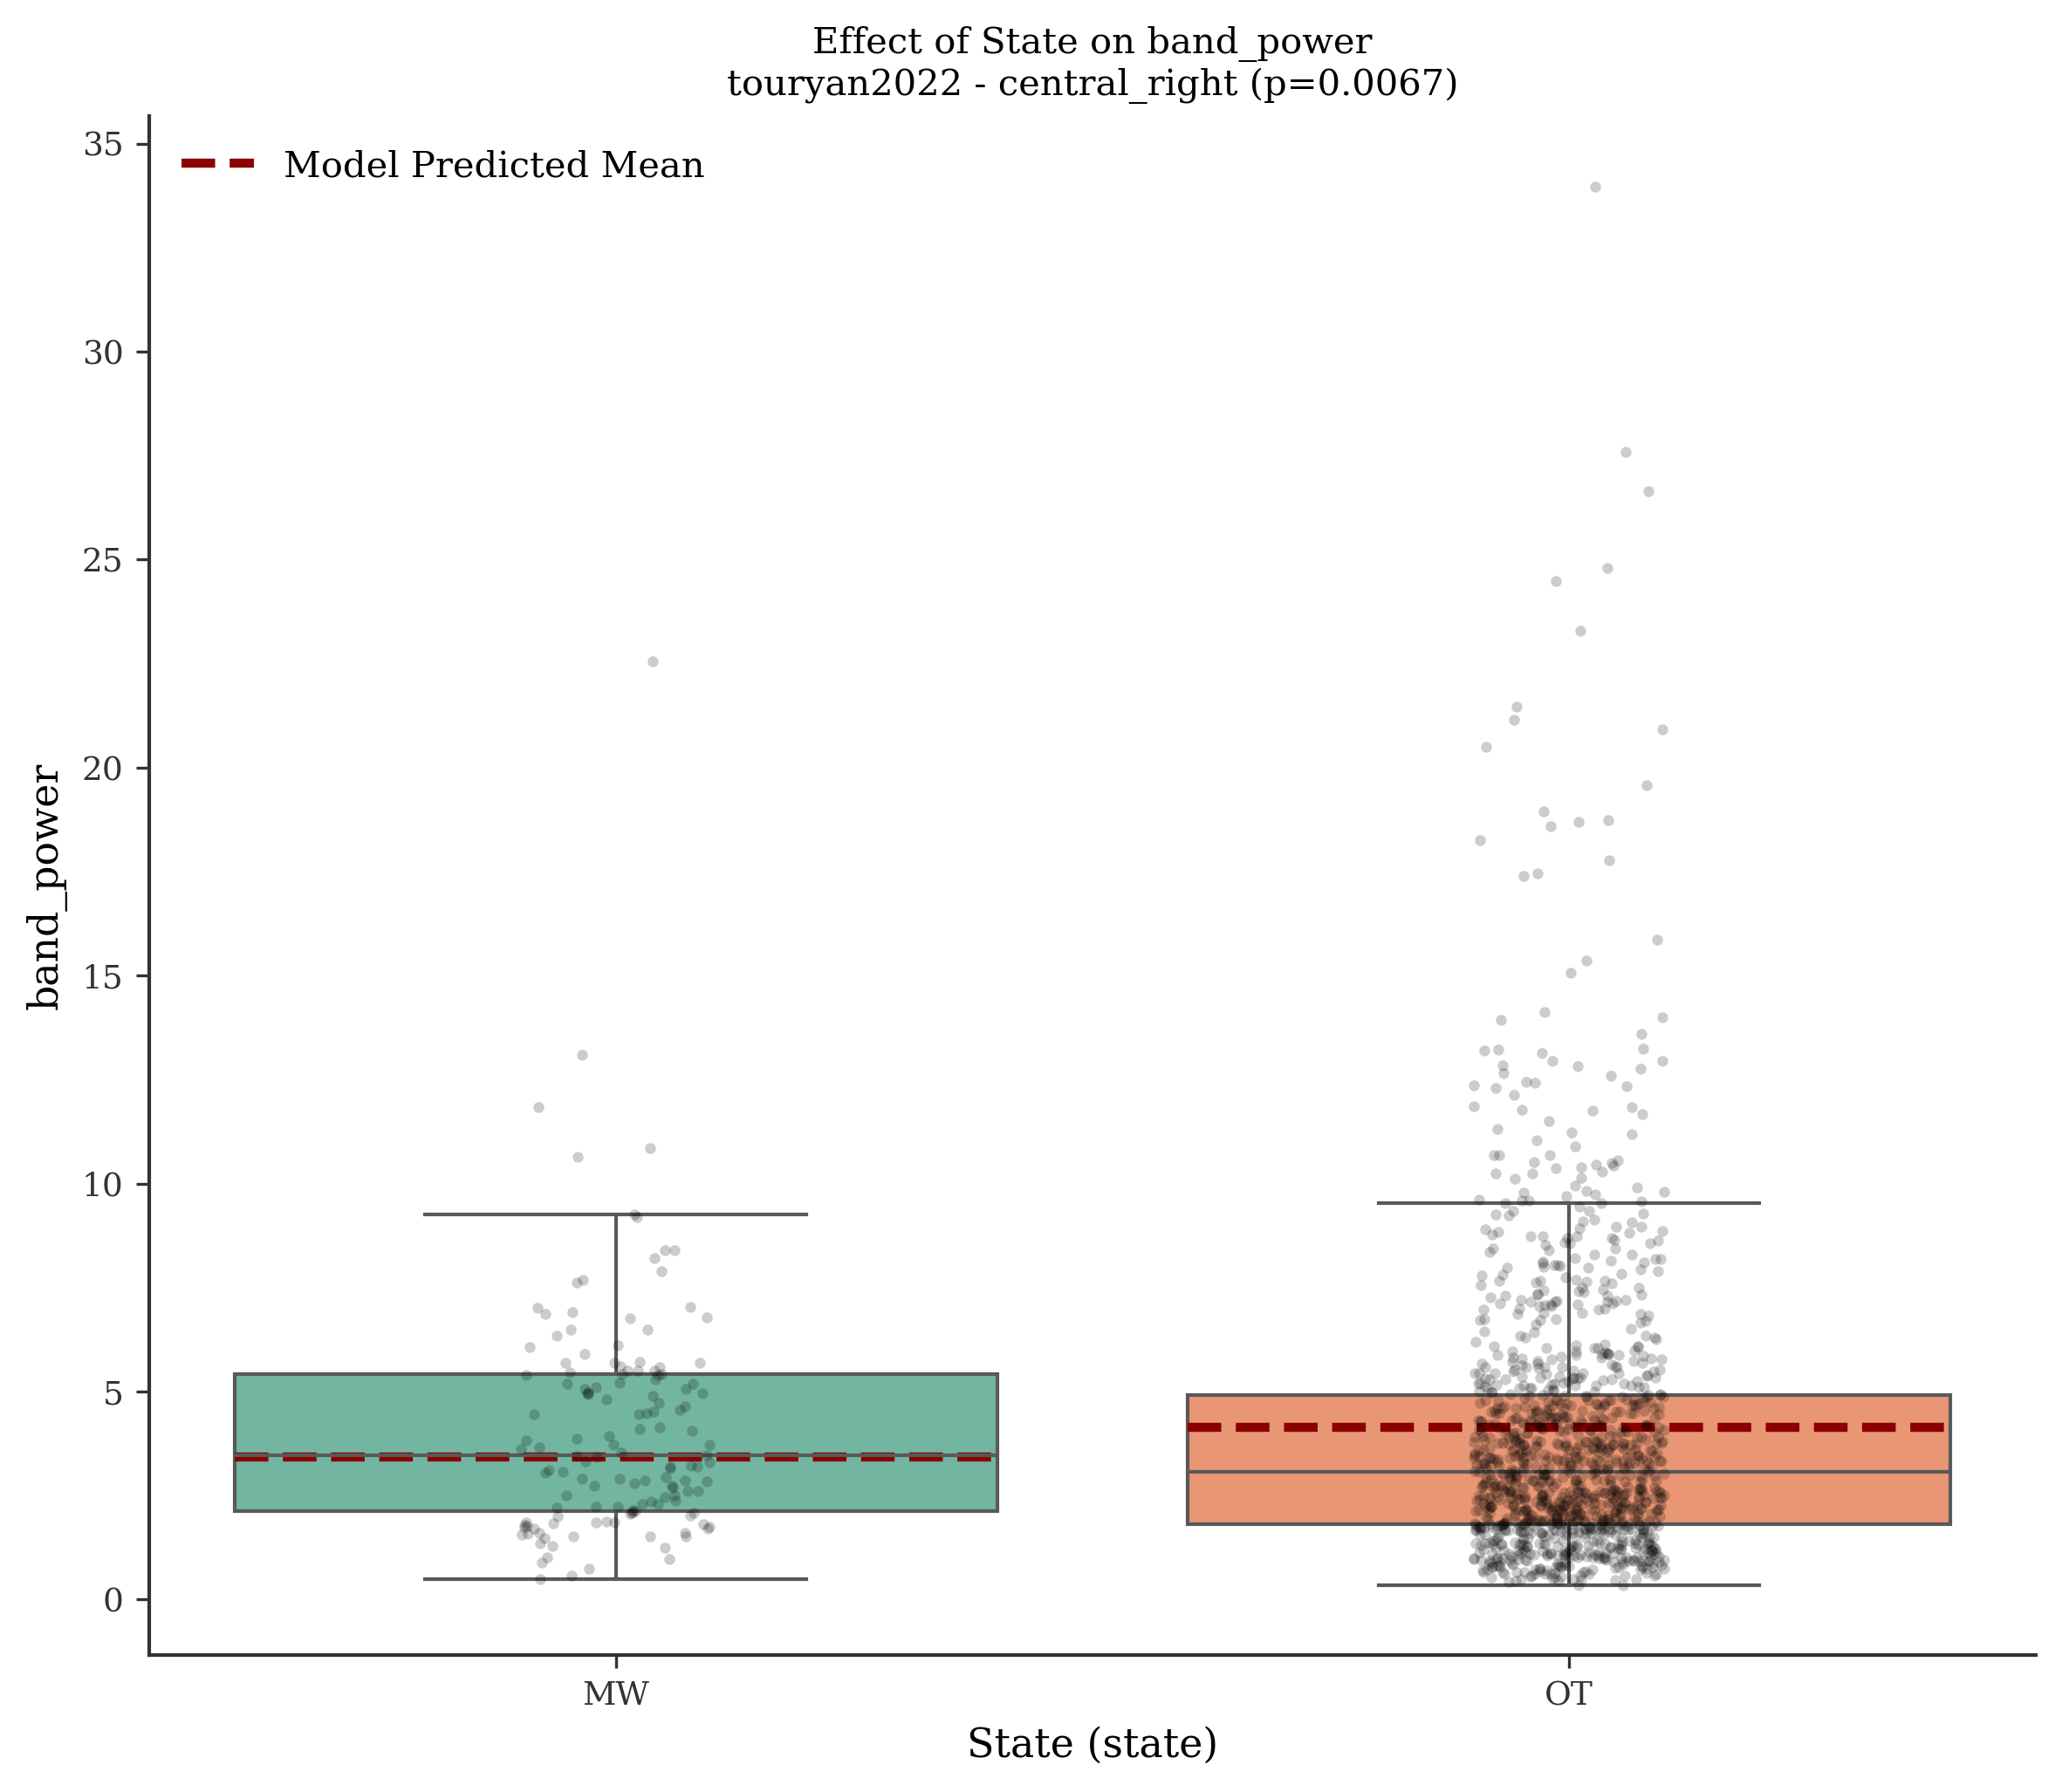 Effect of State on band_power
touryan2022 - central_right (p=0.0067)
Model Predicted Mean
band_power
35
30
25
20
15
10
5
0
MW
OT
State (state)